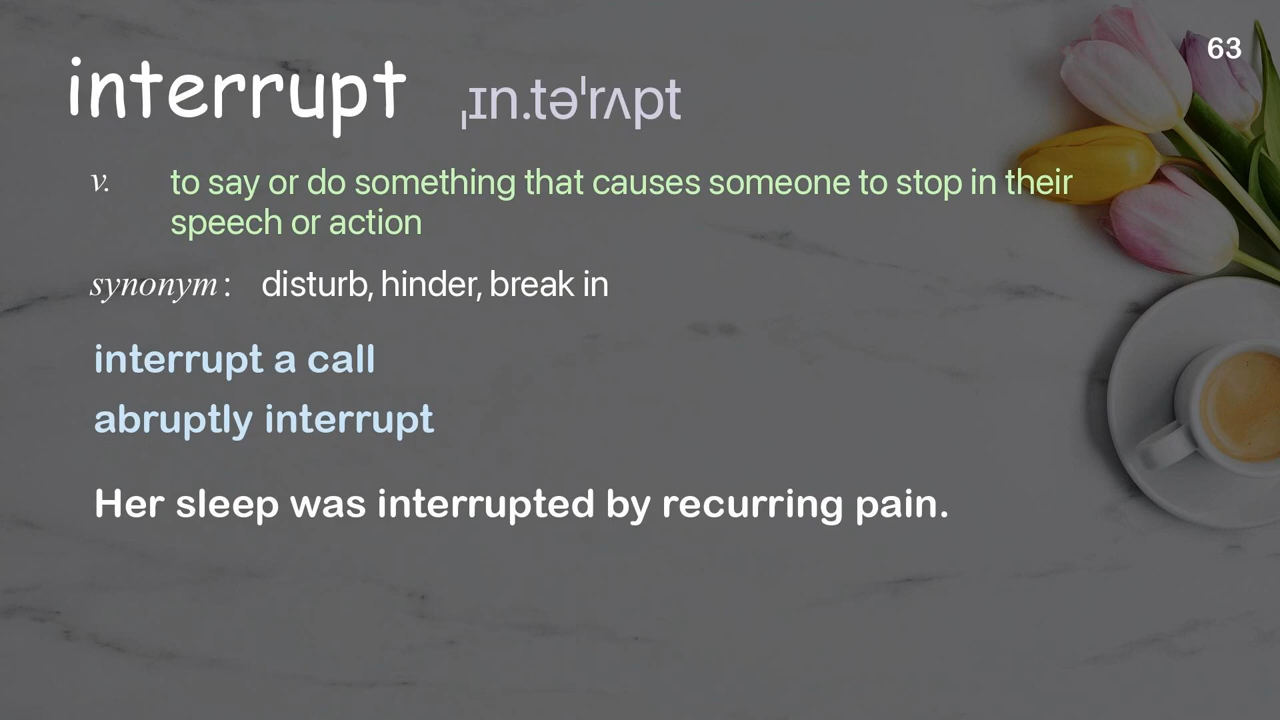 63
interrupt ˌɪn.təˈrʌpt
v. to say or do something that causes someone to stop in their
speech or action
synonym : disturb, hinder, break in
interrupt a call
abruptly interrupt
Her sleep was interrupted by recurring pain.